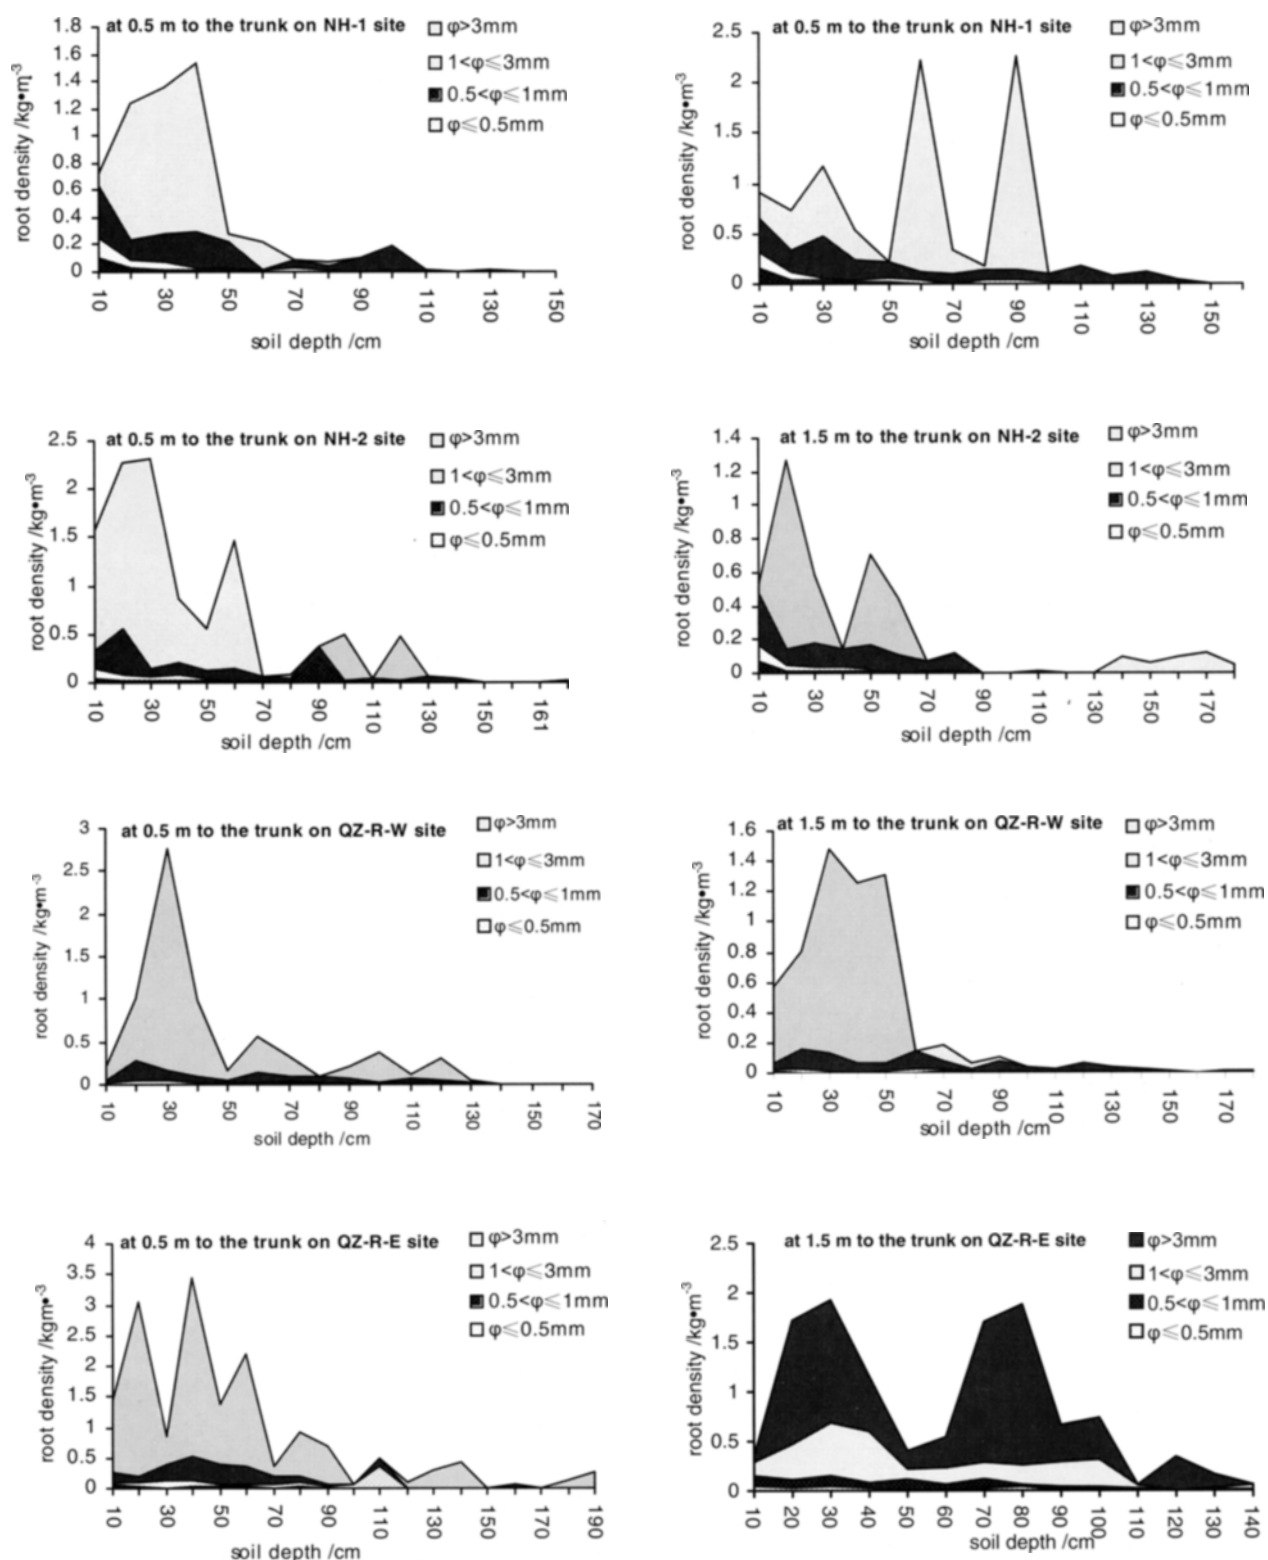 at 0.5 m to the trunk on NH-1 site
φ>3mm
1<φ≤3mm
0.5<φ≤1mm
φ≤0.5mm
root density /kg•m-3
1.8
1.6
1.4
1.2
1
0.8
0.6
0.4
0.2
0
10
30
50
70
90
110
130
150
soil depth /cm
at 0.5 m to the trunk on NH-1 site
φ>3mm
1<φ≤3mm
0.5<φ≤1mm
φ≤0.5mm
root density /kg•m-3
2.5
2
1.5
1
0.5
0
10
30
50
70
90
110
130
150
soil depth /cm
at 0.5 m to the trunk on NH-2 site
φ>3mm
1<φ≤3mm
0.5<φ≤1mm
φ≤0.5mm
root density /kg•m-3
2.5
2
1.5
1
0.5
0
10
30
50
70
90
110
130
150
161
soil depth /cm
at 1.5 m to the trunk on NH-2 site
φ>3mm
1<φ≤3mm
0.5<φ≤1mm
φ≤0.5mm
root density /kg•m-3
1.4
1.2
1
0.8
0.6
0.4
0.2
0
10
30
50
70
90
110
130
150
170
soil depth /cm
at 0.5 m to the trunk on QZ-R-W site
φ>3mm
1<φ≤3mm
0.5<φ≤1mm
φ≤0.5mm
root density /kg•m-3
3
2.5
2
1.5
1
0.5
0
10
30
50
70
90
110
130
150
170
soil depth /cm
at 1.5 m to the trunk on QZ-R-W site
φ>3mm
1<φ≤3mm
0.5<φ≤1mm
φ≤0.5mm
root density /kg•m-3
1.6
1.4
1.2
1
0.8
0.6
0.4
0.2
0
10
30
50
70
90
110
130
150
170
soil depth /cm
at 0.5 m to the trunk on QZ-R-E site
φ>3mm
1<φ≤3mm
0.5<φ≤1mm
φ≤0.5mm
root density /kgm•-3
4
3.5
3
2.5
2
1.5
1
0.5
0
10
30
50
70
90
110
130
150
170
190
soil depth /cm
at 1.5 m to the trunk on QZ-R-E site
φ>3mm
1<φ≤3mm
0.5<φ≤1mm
φ≤0.5mm
root density /kg•m-3
2.5
2
1.5
1
0.5
0
10
20
30
40
50
60
70
80
90
100
110
120
130
140
soil depth /cm